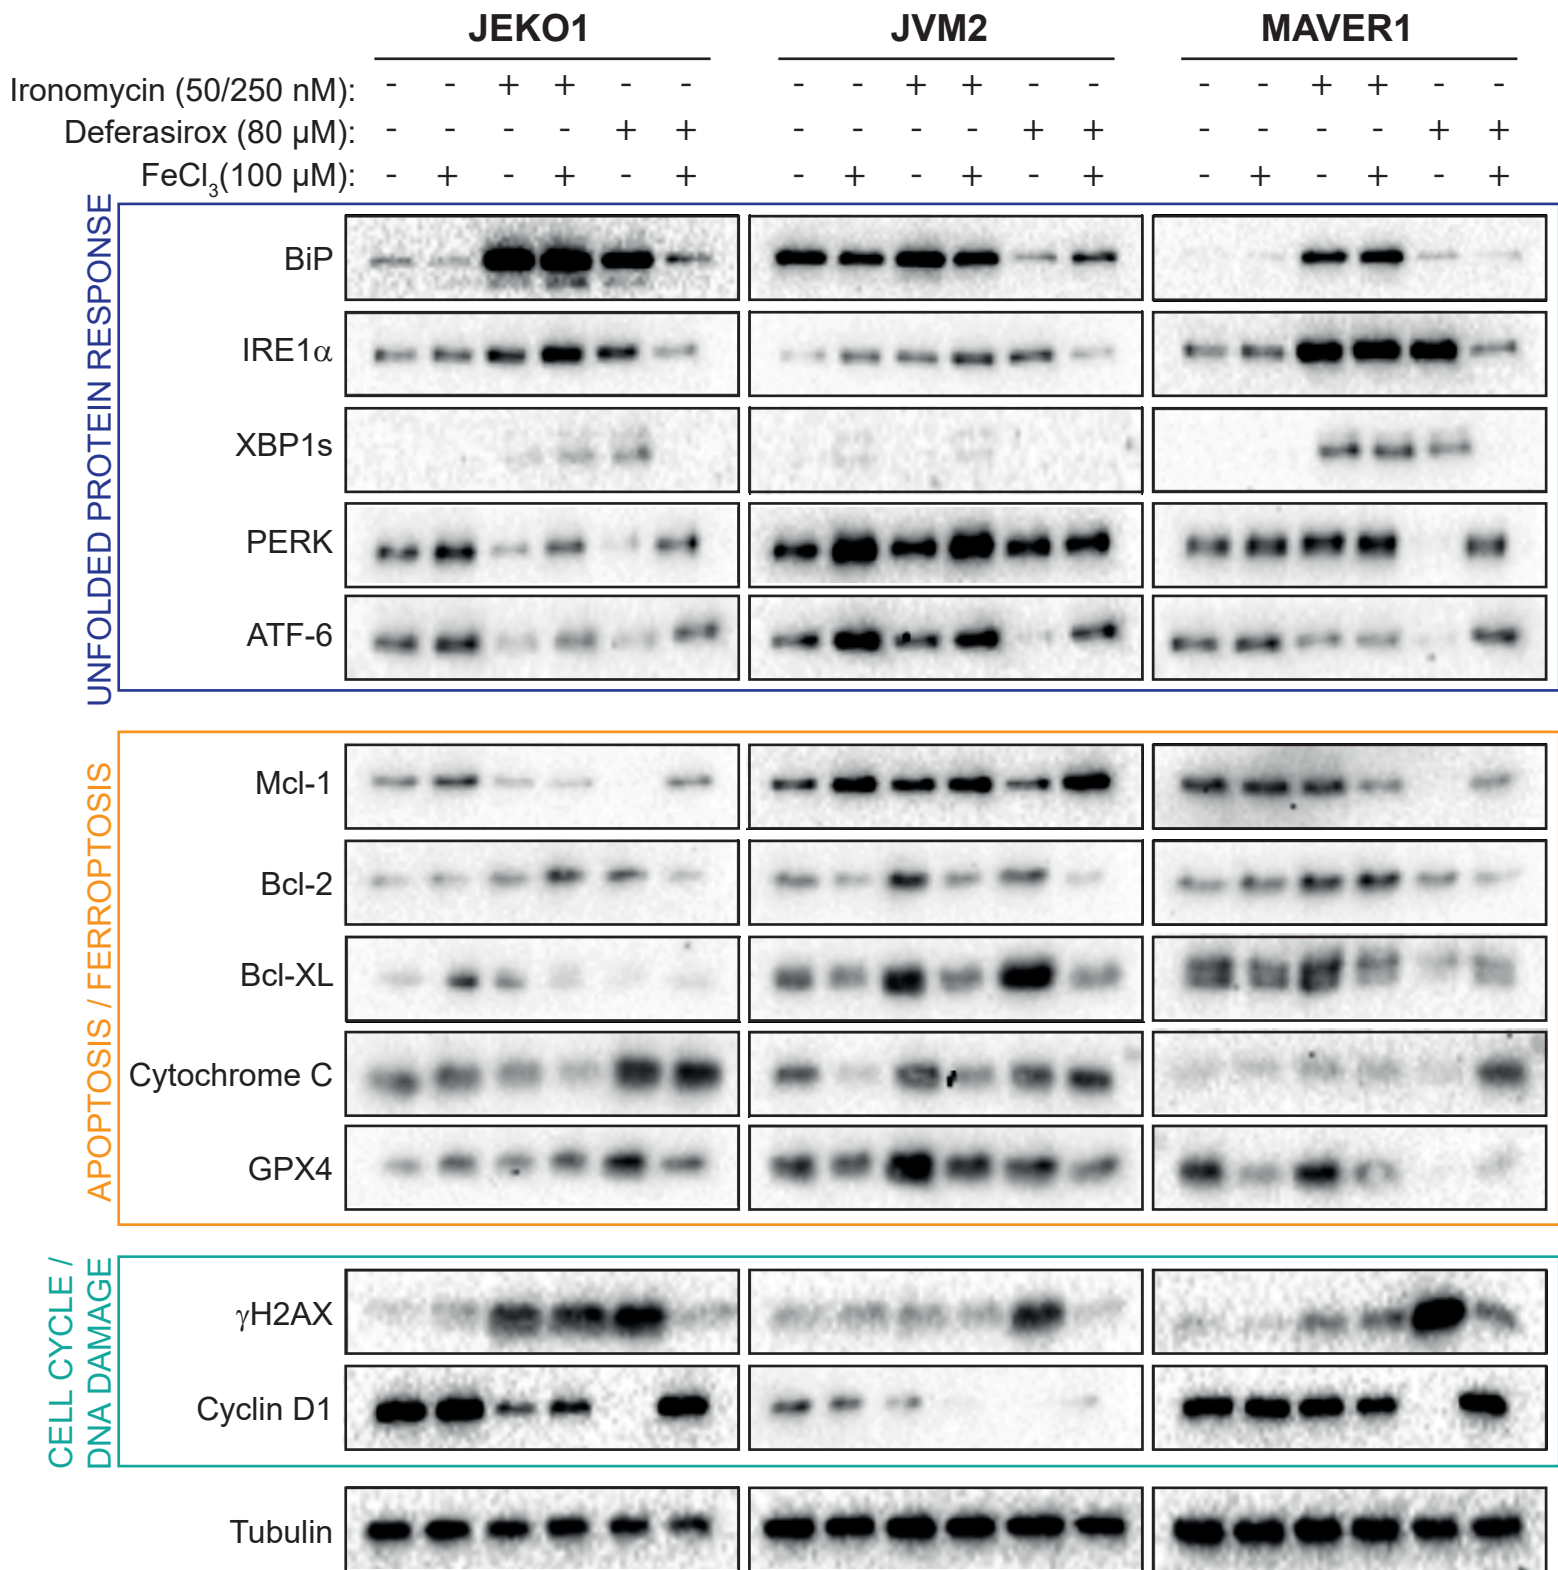 JEKO1 JVM2 MAVER1
Ironomycin (50/250 nM): - - + + - - - - + + - - - - + + - -
Deferasirox (80 µM): - - - - + + - - - - + + - - - - + +
FeCl3(100 µM): - + - + - + - + - + - + - + - + - +
UNFOLDED PROTEIN RESPONSE
BiP
IRE1α
XBP1s
PERK
ATF-6
APOPTOSIS / FERROPTOSIS
Mcl-1
Bcl-2
Bcl-XL
Cytochrome C
GPX4
CELL CYCLE /
DNA DAMAGE
γH2AX
Cyclin D1
Tubulin